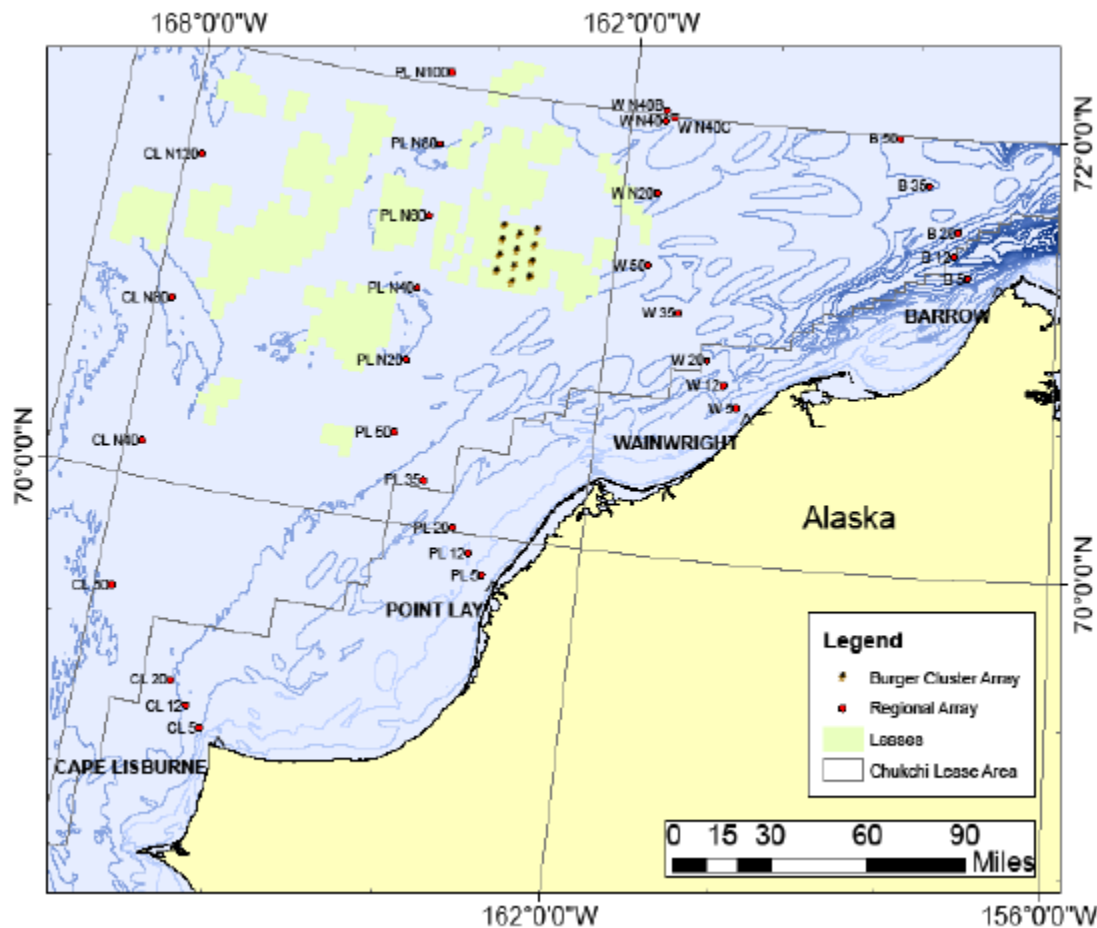 168°0'0"W
162°0'0"W
PL N100
W N40B
W N40
W N40C
B 50
72°0'0"N
CL N120
PL N80
W N20
B 35
PL N60
B 20
B 12
W 50
B 5
CL N80
PL N40
W 35
BARROW
PL N20
W 20
W 12
W 5
PL 50
WAINWRIGHT
CL N40
70°0'0"N
PL 35
Alaska
PL 20
PL 12
PL 5
CL 50
POINT LAY
70°0'0"N
CL 20
CL 12
CL 5
CAPE LISBURNE
Legend
Burger Cluster Array
Regional Array
Leases
Chukchi Lease Area
0 15 30 60 90
Miles
162°0'0"W
156°0'0"W